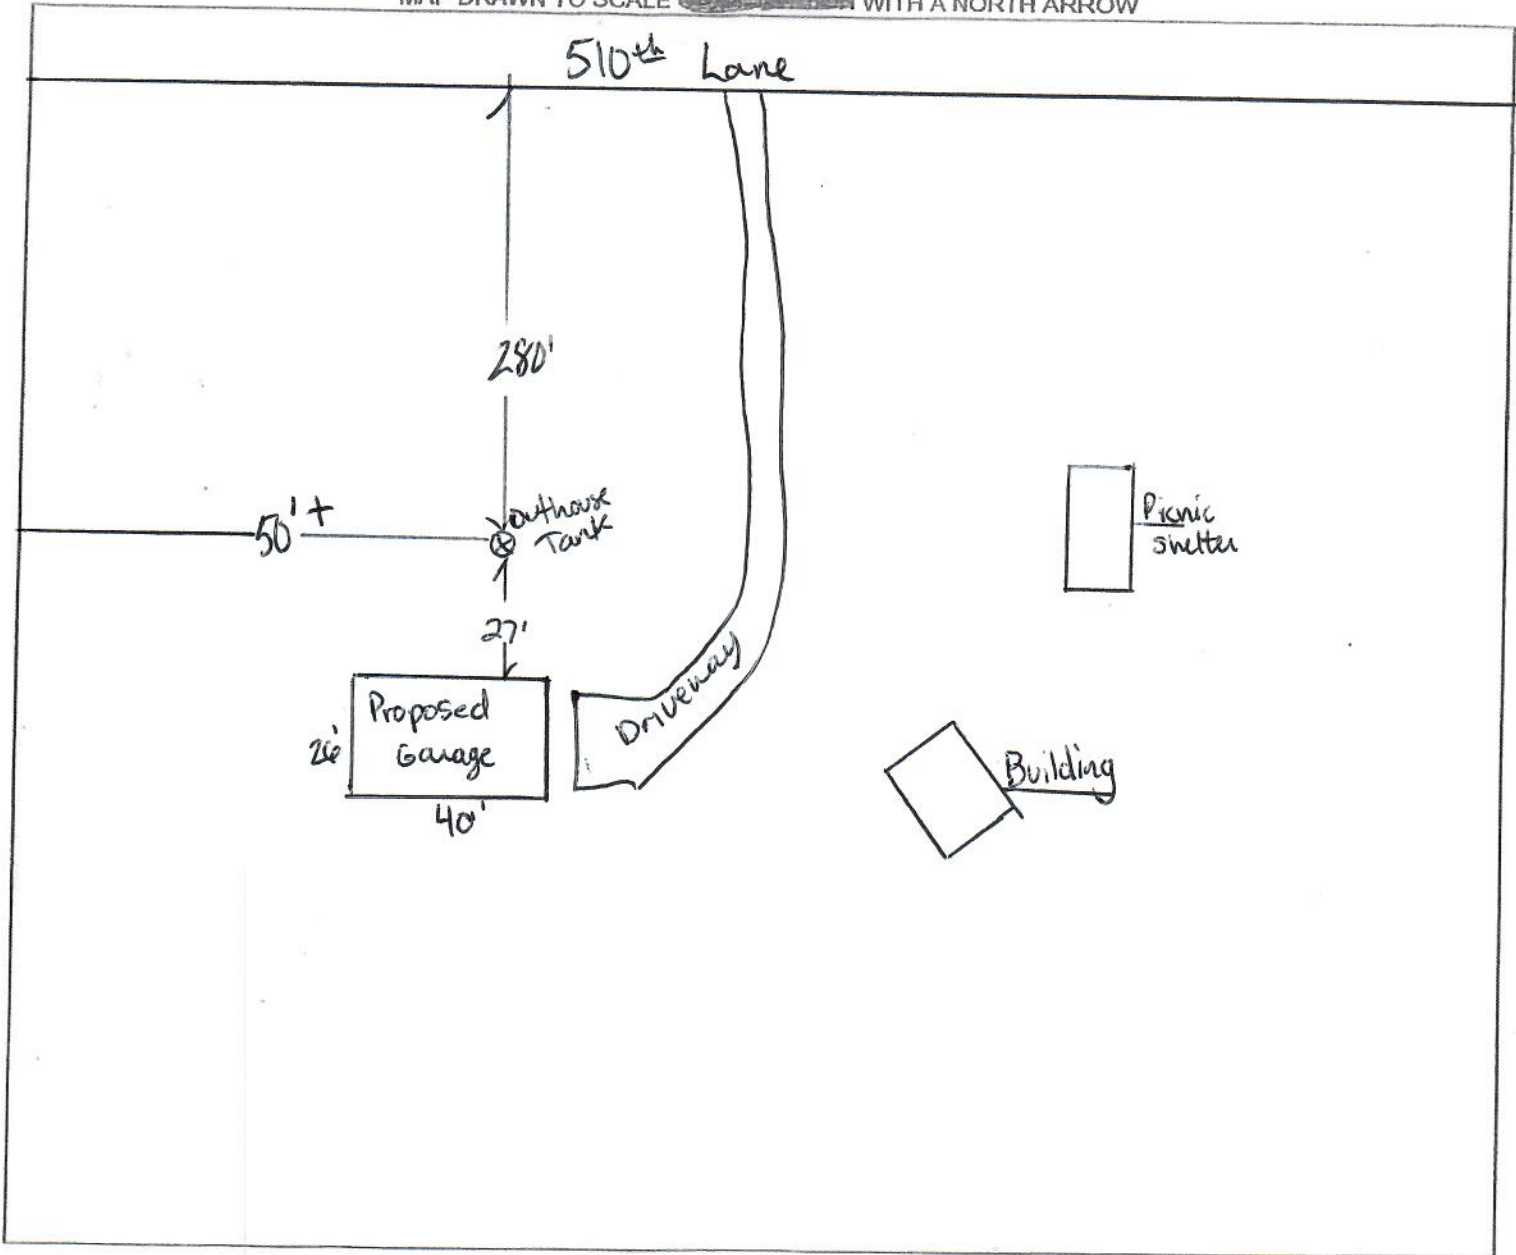 MAP DRAWN TO SCALE
WITH A NORTH ARROW
510th Lane
280'
50'+
Outhouse
Tank
27'
Picnic
Shelter
Proposed
Garage
26'
40'
Driveway
Building